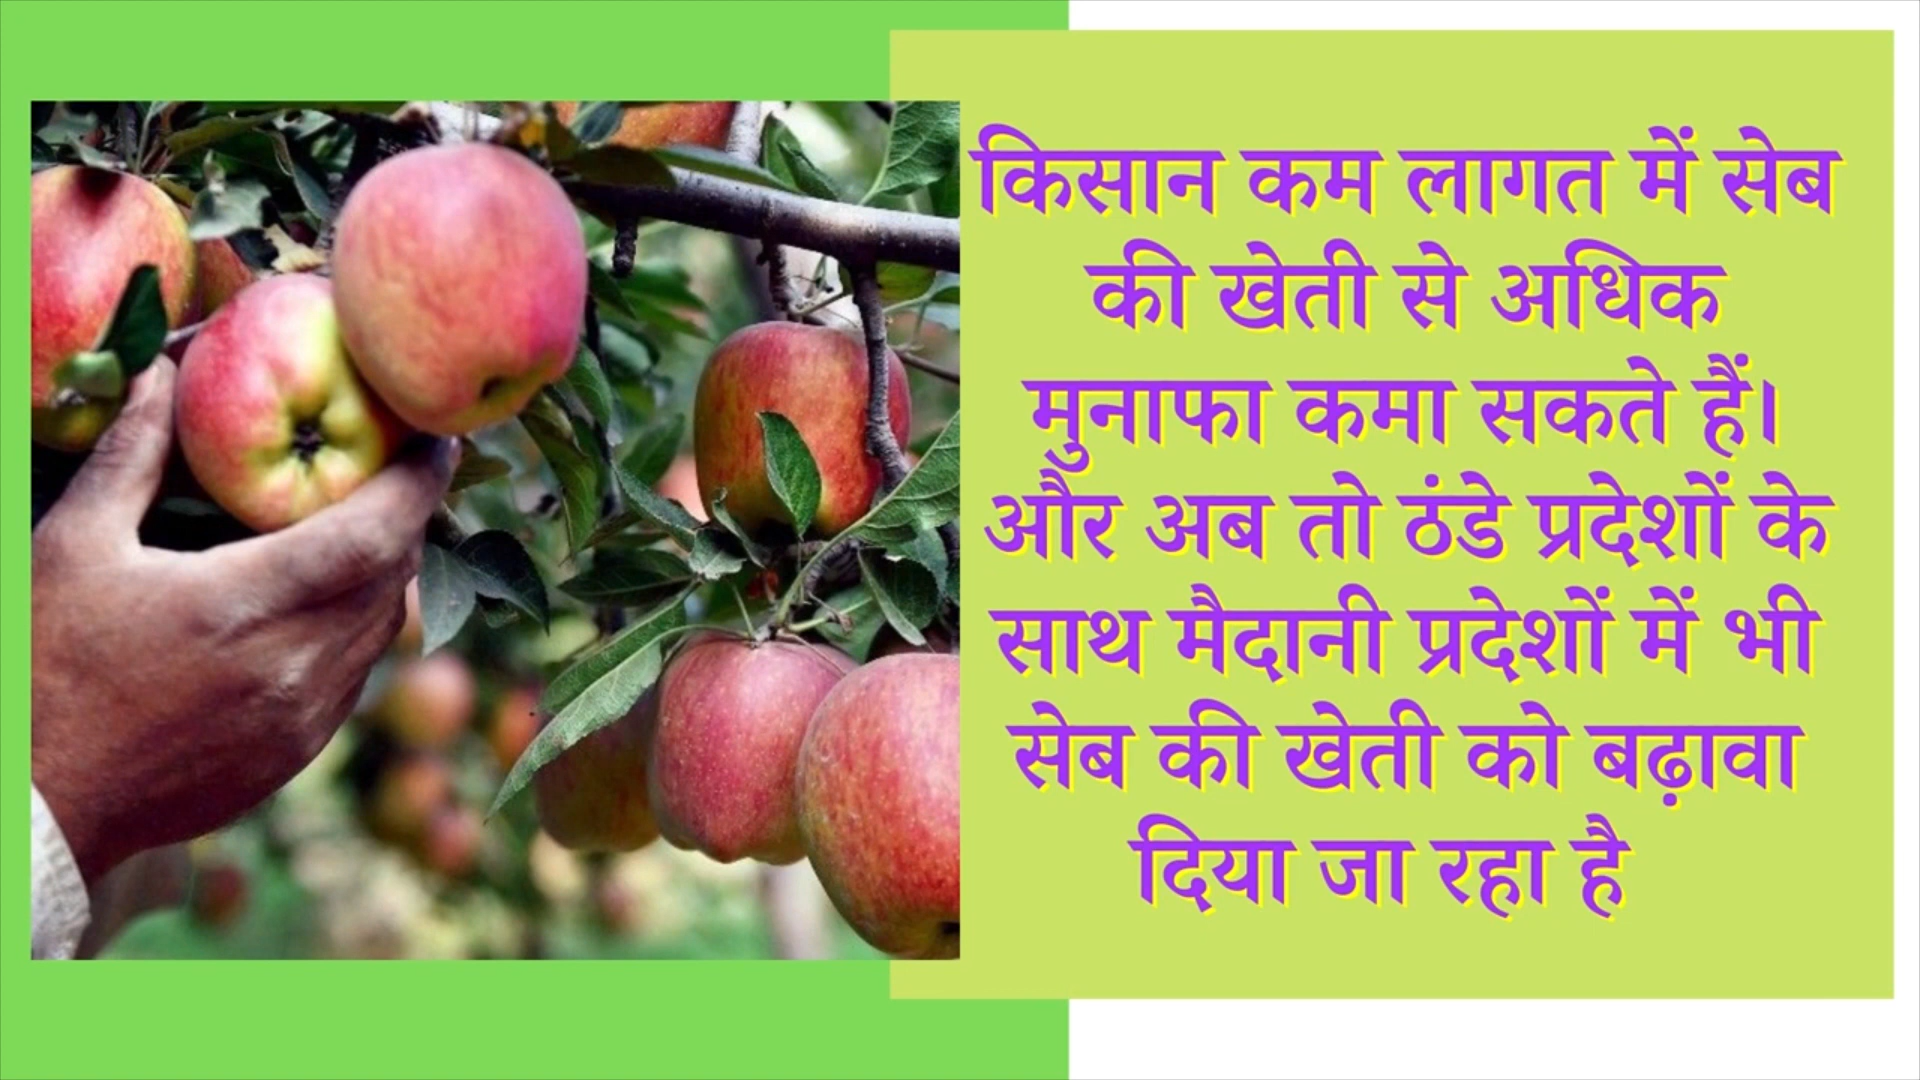 किसान कम लागत में सेब
की खेती से अधिक
मुनाफा कमा सकते हैं।
और अब तो ठंडे प्रदेशों के
साथ मैदानी प्रदेशों में भी
सेब की खेती को बढ़ावा
दिया जा रहा है